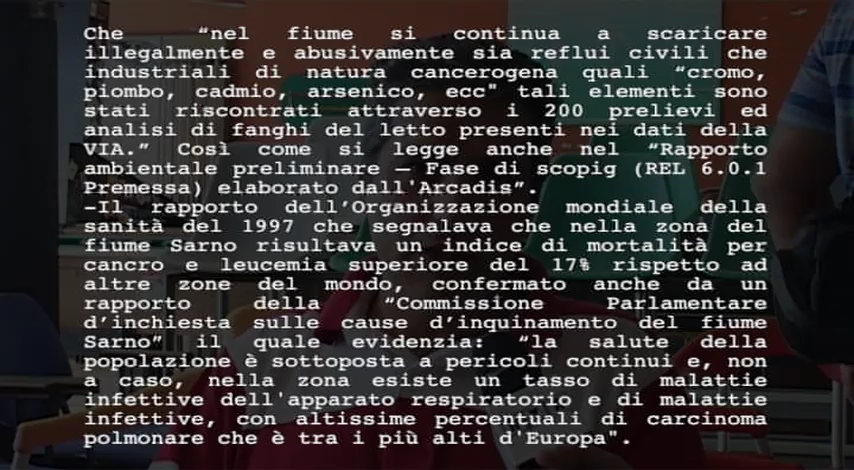 Che “nel fiume si continua a scaricare
illegalmente e abusivamente sia reflui civili che
industriali di natura cancerogena quali “cromo,
piombo, cadmio, arsenico, ecc" tali elementi sono
stati riscontrati attraverso i 200 prelievi ed
analisi di fanghi del letto presenti nei dati della
VIA.” Così come si legge anche nel “Rapporto
ambientale preliminare – Fase di scopig (REL 6.0.1
Premessa) elaborato dall'Arcadis”.
-Il rapporto dell’Organizzazione mondiale della
sanità del 1997 che segnalava che nella zona del
fiume Sarno risultava un indice di mortalità per
cancro e leucemia superiore del 17% rispetto ad
altre zone del mondo, confermato anche da un
rapporto della “Commissione Parlamentare
d’inchiesta sulle cause d’inquinamento del fiume
Sarno” il quale evidenzia: “la salute della
popolazione è sottoposta a pericoli continui e, non
a caso, nella zona esiste un tasso di malattie
infettive dell'apparato respiratorio e di malattie
infettive, con altissime percentuali di carcinoma
polmonare che è tra i più alti d'Europa".